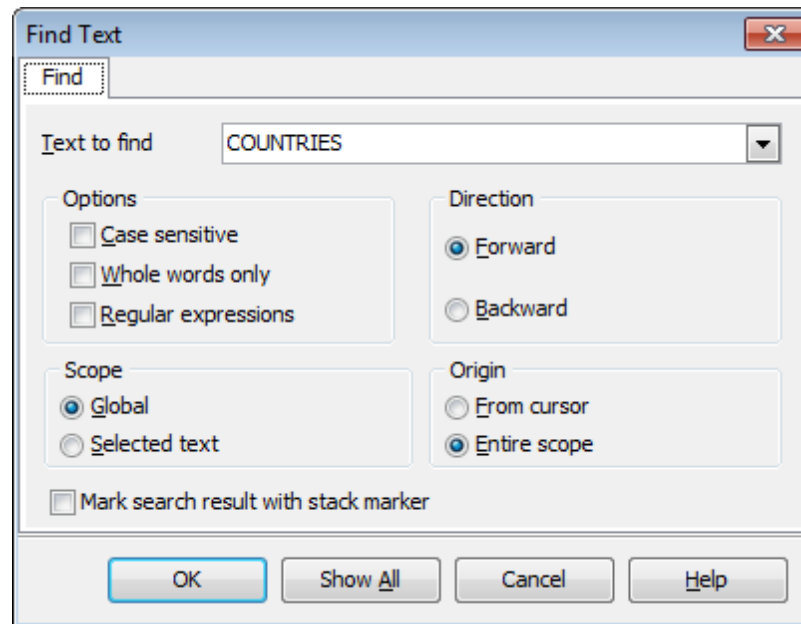 Find Text
Find
Text to find COUNTRIES
Options
Case sensitive
Whole words only
Regular expressions
Direction
Forward
Backward
Scope
Global
Selected text
Origin
From cursor
Entire scope
Mark search result with stack marker
OK Show All Cancel Help